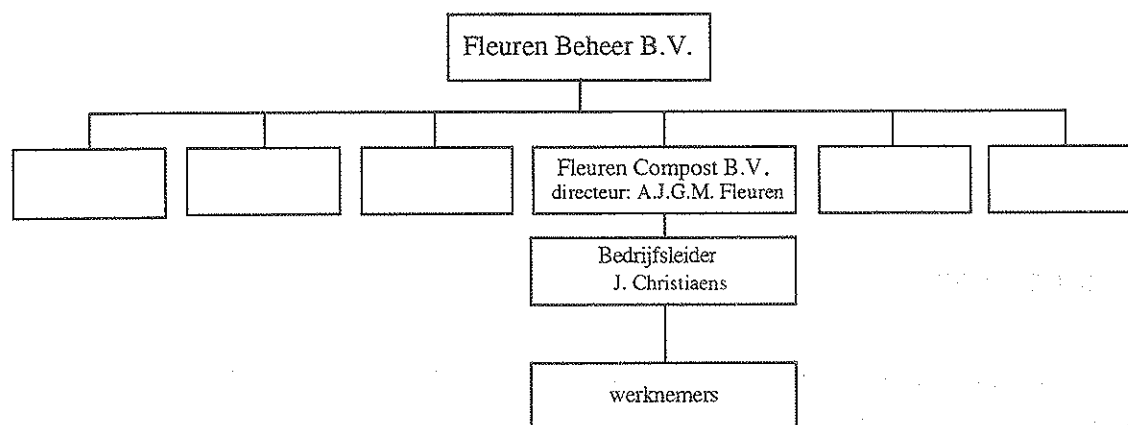 Fleuren Beheer B.V.
Fleuren Compost B.V.
directeur: A.J.G.M. Fleuren
Bedrijfsleider
J. Christiaens
werknemers